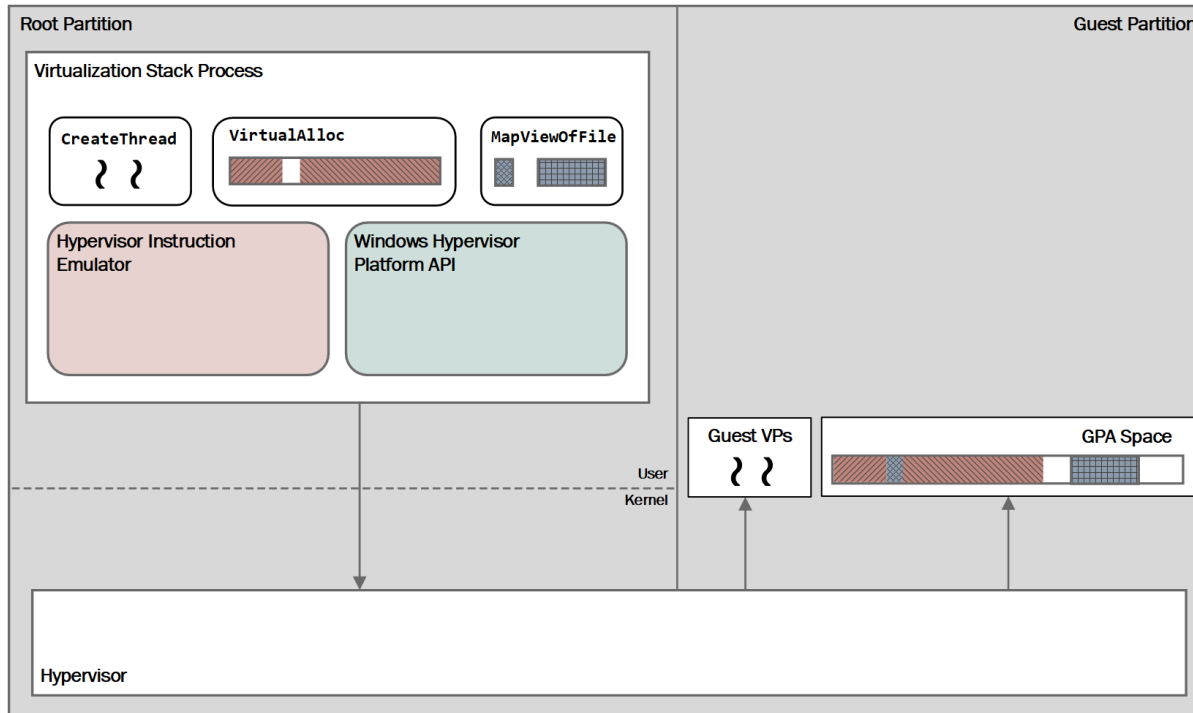 Root Partition
Guest Partition
Virtualization Stack Process
CreateThread
VirtualAlloc
MapViewOfFile
Hypervisor Instruction
Emulator
Windows Hypervisor
Platform API
Guest VPs
GPA Space
User
Kernel
Hypervisor